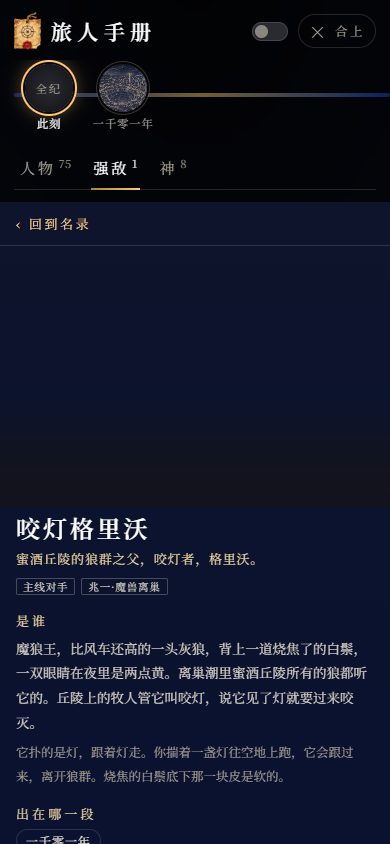 旅人手册
合上
全纪
此刻
一千零一年
人物 75
强敌 1
神 8
‹ 回到名录
咬灯格里沃
蜜酒丘陵的狼群之父，咬灯者，格里沃。
主线对手
兆一·魔兽离巢
是谁
魔狼王，比风车还高的一头灰狼，背上一道烧焦了的白鬃，
一双眼睛在夜里是两点黄。离巢潮里蜜酒丘陵所有的狼都听
它的。丘陵上的牧人管它叫咬灯，说它见了灯就要过来咬
灭。
它扑的是灯，跟着灯走。你揣着一盏灯往空地上跑，它会跟过
来，离开狼群。烧焦的白鬃底下那一块皮是软的。
出在哪一段
一千零一年